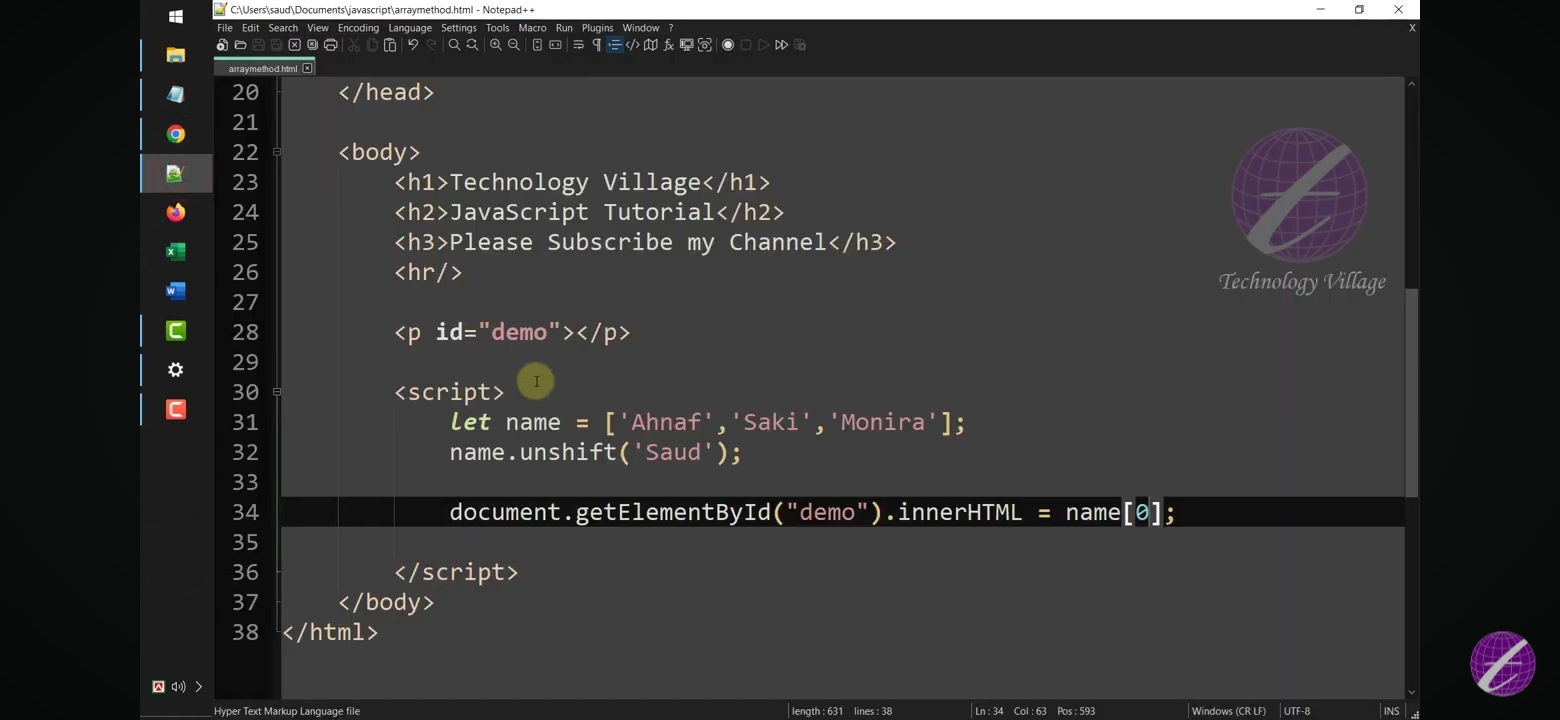 C:\Users\saud\Documents\javascript\arraymethod.html - Notepad++
File Edit Search View Encoding Language Settings Tools Macro Run Plugins Window ? X
arraymethod.html
20 </head>
21
22 <body>
23 <h1>Technology Village</h1>
24 <h2>JavaScript Tutorial</h2>
25 <h3>Please Subscribe my Channel</h3>
26 <hr/>
27
28 <p id="demo"></p>
29
30 <script>
31 let name = ['Ahnaf','Saki','Monira'];
32 name.unshift('Saud');
33
34 document.getElementById("demo").innerHTML = name[0];
35
36 </script>
37 </body>
38 </html>
Technology Village
Hyper Text Markup Language file length : 631 lines : 38 Ln : 34 Col : 63 Pos : 593 Windows (CR LF) UTF-8 INS